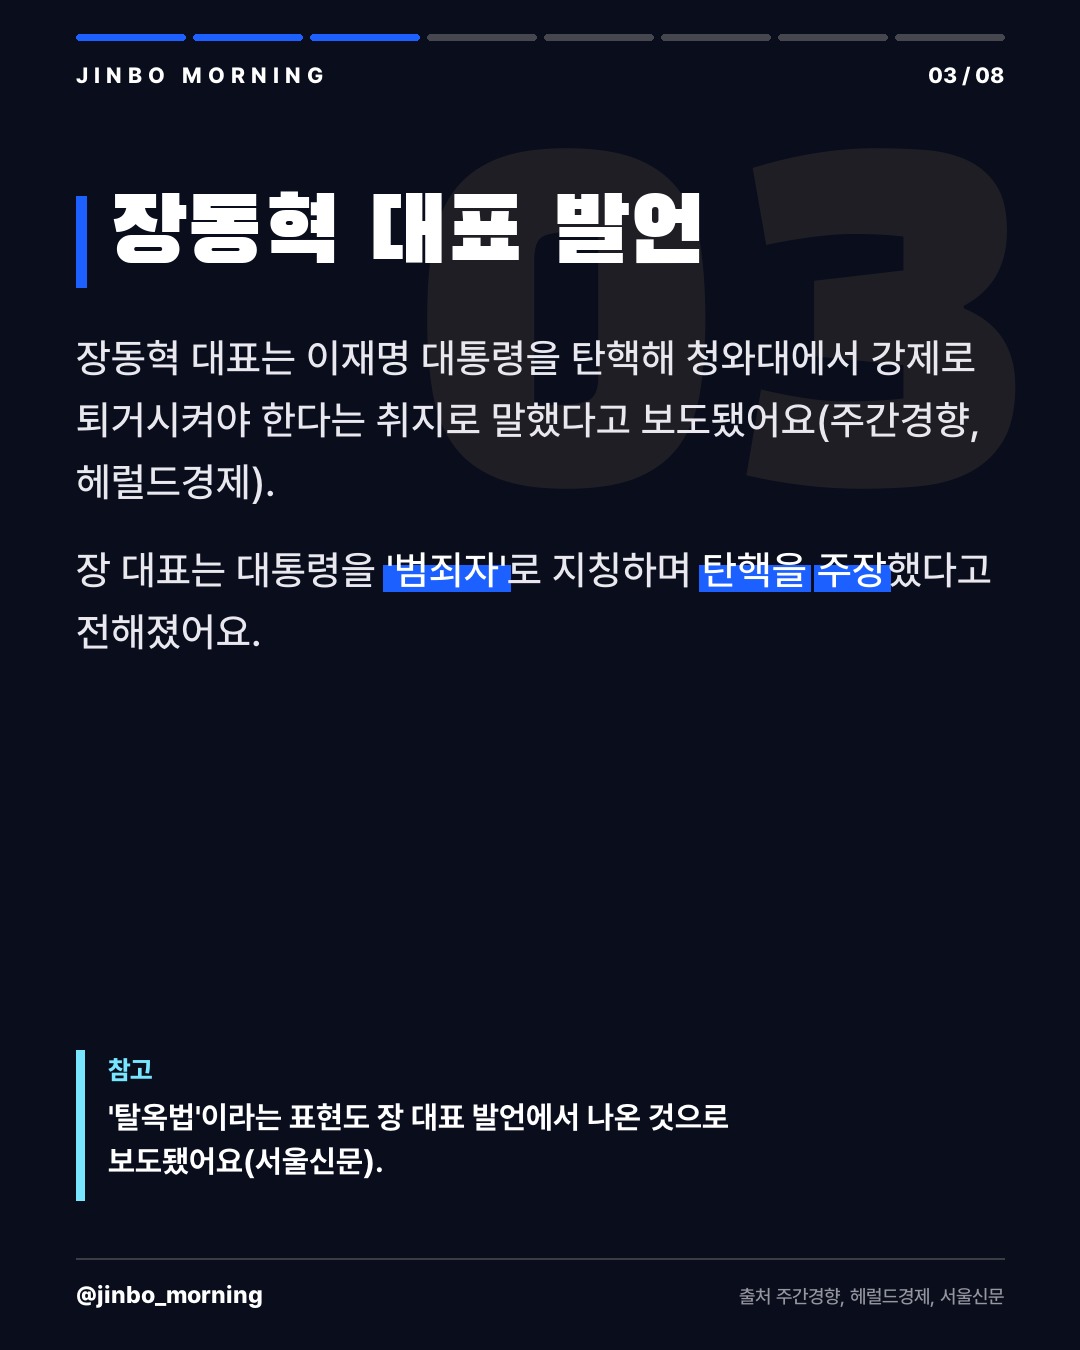 JINBO MORNING
03 / 08
03
장동혁 대표 발언
장동혁 대표는 이재명 대통령을 탄핵해 청와대에서 강제로
퇴거시켜야 한다는 취지로 말했다고 보도됐어요(주간경향,
헤럴드경제).
장 대표는 대통령을 '범죄자'로 지칭하며 탄핵을 주장했다고
전해졌어요.
참고
'탈옥법'이라는 표현도 장 대표 발언에서 나온 것으로
보도됐어요(서울신문).
@jinbo_morning
출처 주간경향, 헤럴드경제, 서울신문